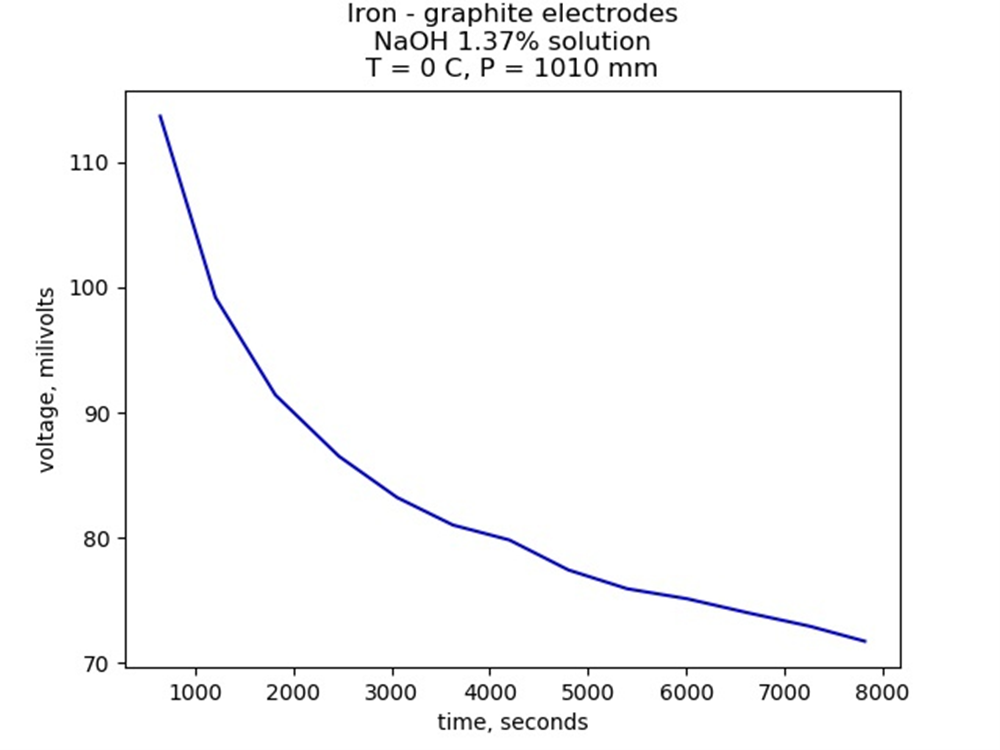 Iron - graphite electrodes
NaOH 1.37% solution
T = 0 C, P = 1010 mm
110
100
90
80
70
voltage, milivolts
1000 2000 3000 4000 5000 6000 7000 8000
time, seconds